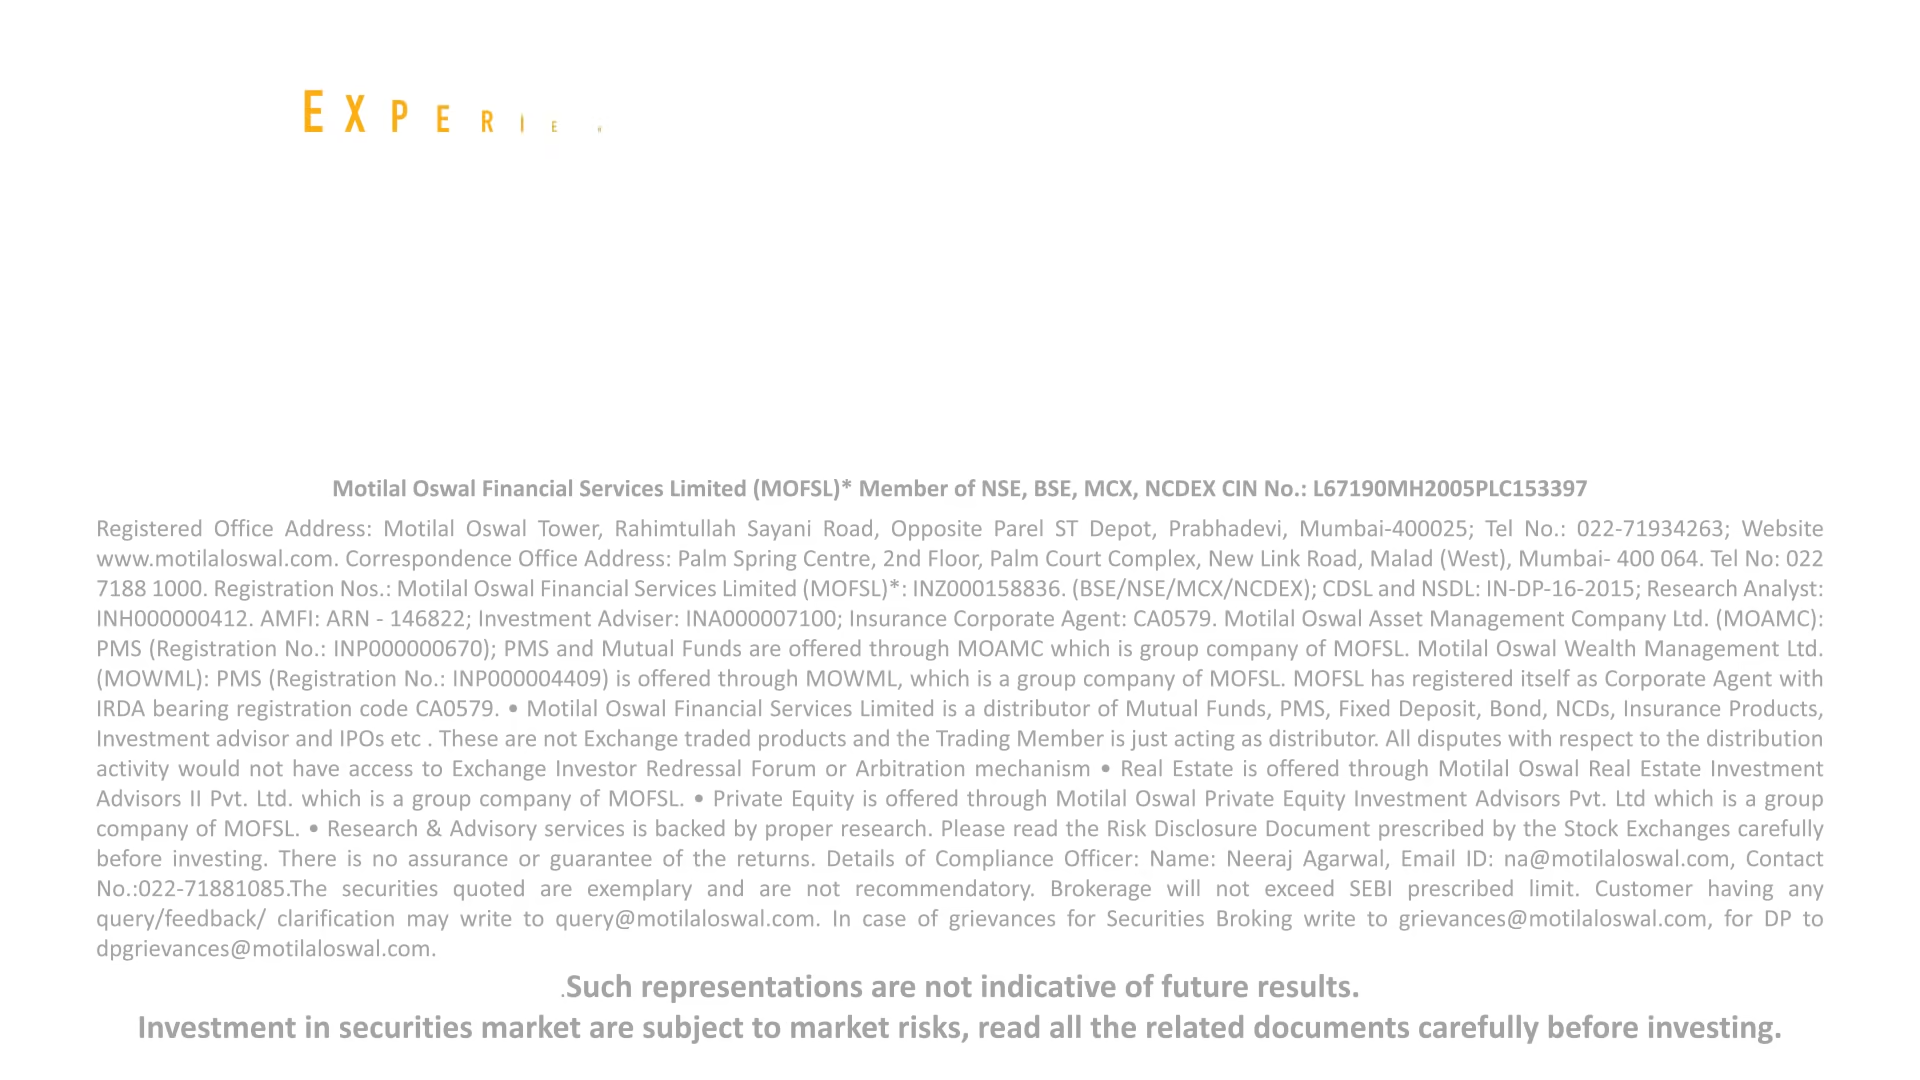 EXPERIE
Motilal Oswal Financial Services Limited (MOFSL)* Member of NSE, BSE, MCX, NCDEX CIN No.: L67190MH2005PLC153397
Registered Office Address: Motilal Oswal Tower, Rahimtullah Sayani Road, Opposite Parel ST Depot, Prabhadevi, Mumbai-400025; Tel No.: 022-71934263; Website
www.motilaloswal.com. Correspondence Office Address: Palm Spring Centre, 2nd Floor, Palm Court Complex, New Link Road, Malad (West), Mumbai- 400 064. Tel No: 022
7188 1000. Registration Nos.: Motilal Oswal Financial Services Limited (MOFSL)*: INZ000158836. (BSE/NSE/MCX/NCDEX); CDSL and NSDL: IN-DP-16-2015; Research Analyst:
INH000000412. AMFI: ARN - 146822; Investment Adviser: INA000007100; Insurance Corporate Agent: CA0579. Motilal Oswal Asset Management Company Ltd. (MOAMC):
PMS (Registration No.: INP000000670); PMS and Mutual Funds are offered through MOAMC which is group company of MOFSL. Motilal Oswal Wealth Management Ltd.
(MOWML): PMS (Registration No.: INP000004409) is offered through MOWML, which is a group company of MOFSL. MOFSL has registered itself as Corporate Agent with
IRDA bearing registration code CA0579. • Motilal Oswal Financial Services Limited is a distributor of Mutual Funds, PMS, Fixed Deposit, Bond, NCDs, Insurance Products,
Investment advisor and IPOs etc . These are not Exchange traded products and the Trading Member is just acting as distributor. All disputes with respect to the distribution
activity would not have access to Exchange Investor Redressal Forum or Arbitration mechanism • Real Estate is offered through Motilal Oswal Real Estate Investment
Advisors II Pvt. Ltd. which is a group company of MOFSL. • Private Equity is offered through Motilal Oswal Private Equity Investment Advisors Pvt. Ltd which is a group
company of MOFSL. • Research & Advisory services is backed by proper research. Please read the Risk Disclosure Document prescribed by the Stock Exchanges carefully
before investing. There is no assurance or guarantee of the returns. Details of Compliance Officer: Name: Neeraj Agarwal, Email ID: na@motilaloswal.com, Contact
No.:022-71881085.The securities quoted are exemplary and are not recommendatory. Brokerage will not exceed SEBI prescribed limit. Customer having any
query/feedback/ clarification may write to query@motilaloswal.com. In case of grievances for Securities Broking write to grievances@motilaloswal.com, for DP to
dpgrievances@motilaloswal.com.
.Such representations are not indicative of future results.
Investment in securities market are subject to market risks, read all the related documents carefully before investing.